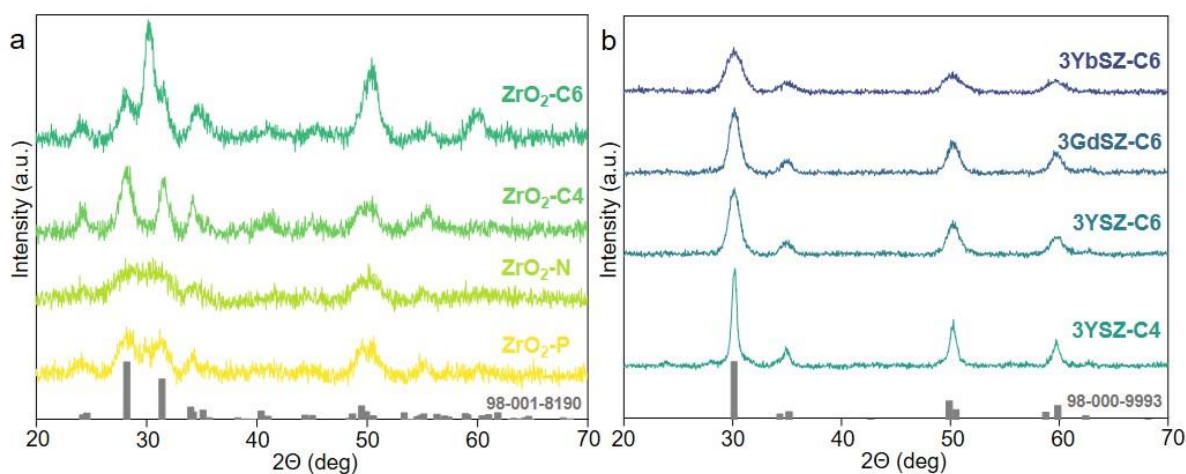 a
ZrO₂-C6
ZrO₂-C4
ZrO₂-N
ZrO₂-P
98-001-8190
Intensity (a.u.)
20 30 40 50 60 70
2Θ (deg)
b
3YbSZ-C6
3GdSZ-C6
3YSZ-C6
3YSZ-C4
98-000-9993
Intensity (a.u.)
20 30 40 50 60 70
2Θ (deg)